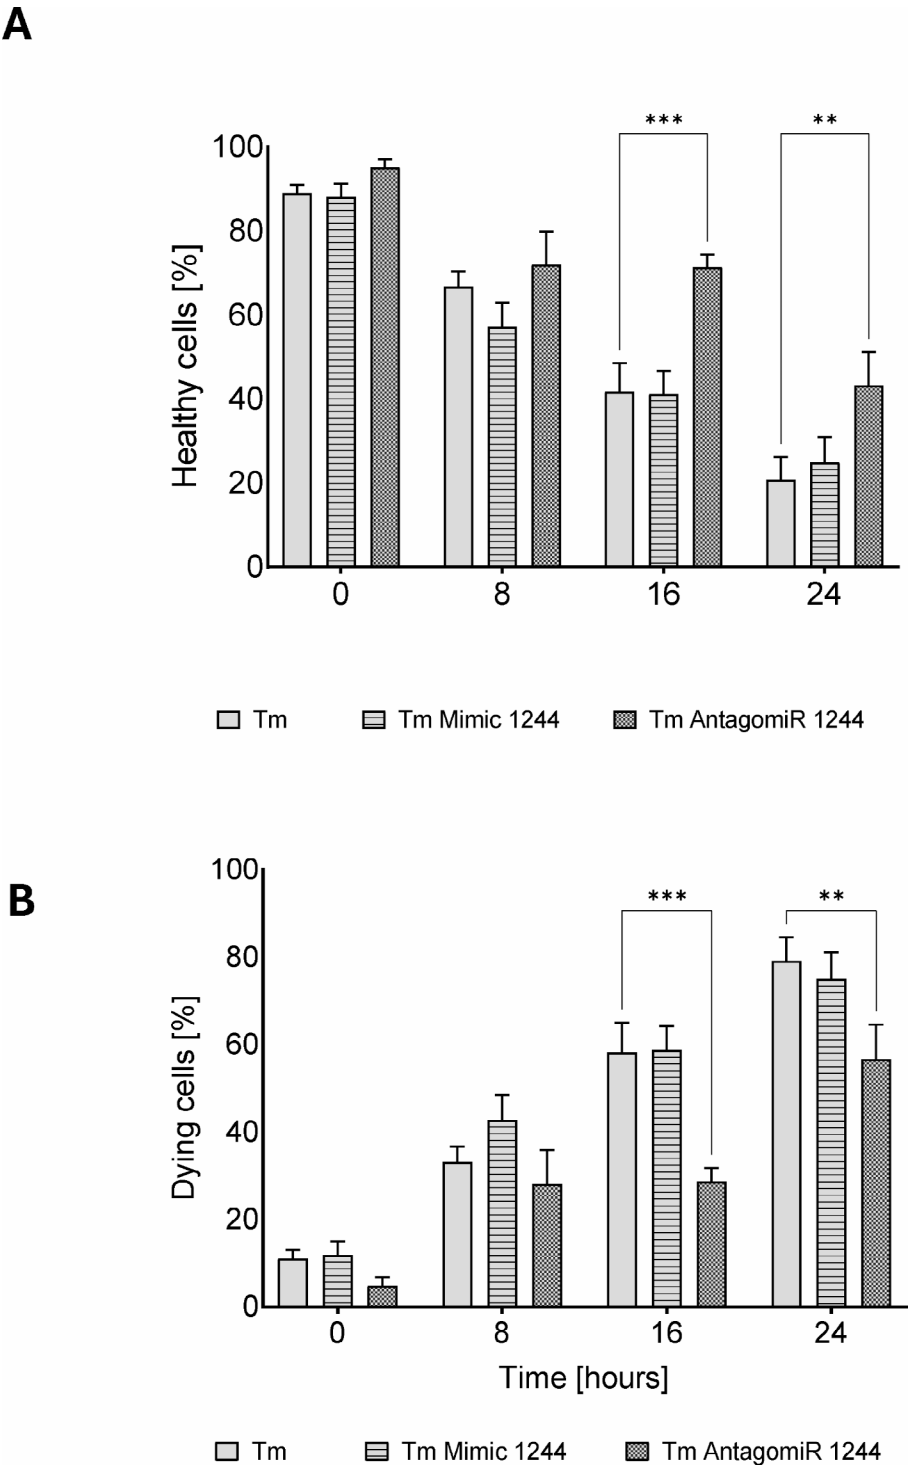 A
***
**
100
80
60
40
20
0
Healthy cells [%]
0 8 16 24
Tm Tm Mimic 1244 Tm AntagomiR 1244
B
***
**
100
80
60
40
20
0
Dying cells [%]
0 8 16 24
Time [hours]
Tm Tm Mimic 1244 Tm AntagomiR 1244